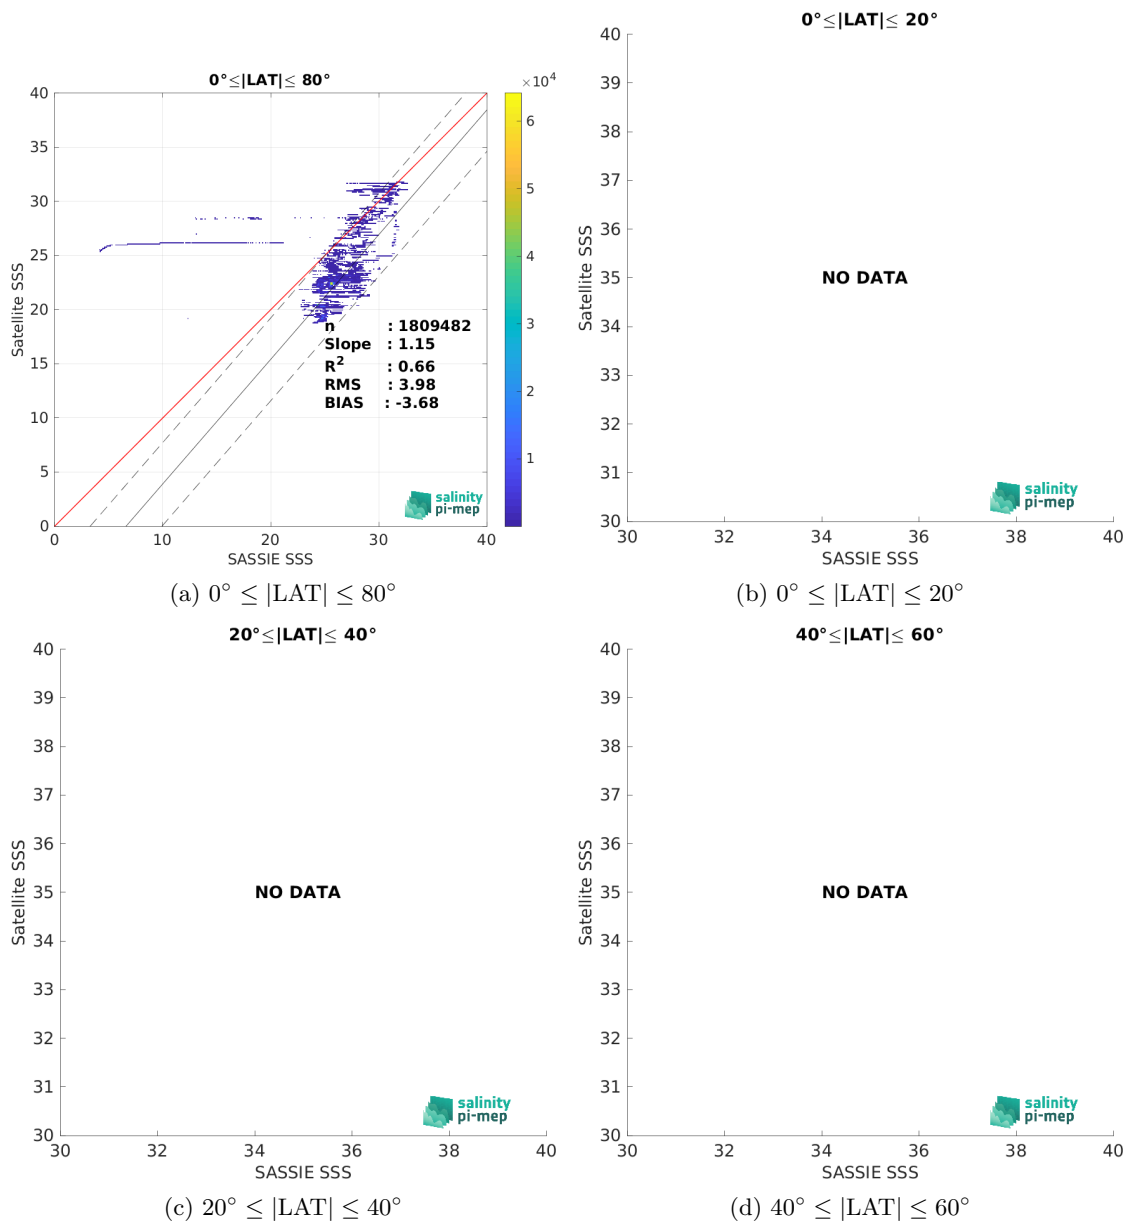 0°≤|LAT|≤ 80°
×10⁴
40
35
30
25
20
15
10
5
0
0
10
20
30
40
6
5
4
3
2
1
Satellite SSS
SASSIE SSS
n : 1809482
Slope : 1.15
R² : 0.66
RMS : 3.98
BIAS : -3.68
salinity
pi-mep
(a) 0° ≤ |LAT| ≤ 80°
0°≤|LAT|≤ 20°
40
39
38
37
36
35
34
33
32
31
30
30
32
34
36
38
40
Satellite SSS
SASSIE SSS
NO DATA
salinity
pi-mep
(b) 0° ≤ |LAT| ≤ 20°
20°≤|LAT|≤ 40°
40
39
38
37
36
35
34
33
32
31
30
30
32
34
36
38
40
Satellite SSS
SASSIE SSS
NO DATA
salinity
pi-mep
(c) 20° ≤ |LAT| ≤ 40°
40°≤|LAT|≤ 60°
40
39
38
37
36
35
34
33
32
31
30
30
32
34
36
38
40
Satellite SSS
SASSIE SSS
NO DATA
salinity
pi-mep
(d) 40° ≤ |LAT| ≤ 60°